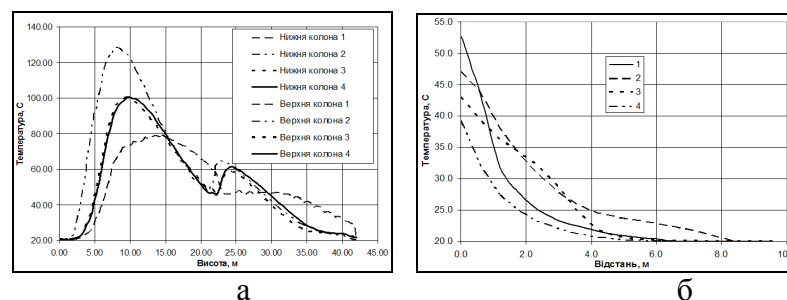 140.00
120.00
100.00
80.00
60.00
40.00
20.00
Температура, С
0.00 5.00 10.00 15.00 20.00 25.00 30.00 35.00 40.00 45.00
Висота, м
Нижня колона 1
Нижня колона 2
Нижня колона 3
Нижня колона 4
Верхня колона 1
Верхня колона 2
Верхня колона 3
Верхня колона 4
а
55.0
50.0
45.0
40.0
35.0
30.0
25.0
20.0
Температура, С
0.0 2.0 4.0 6.0 8.0 10
Відстань, м
1
2
3
4
б